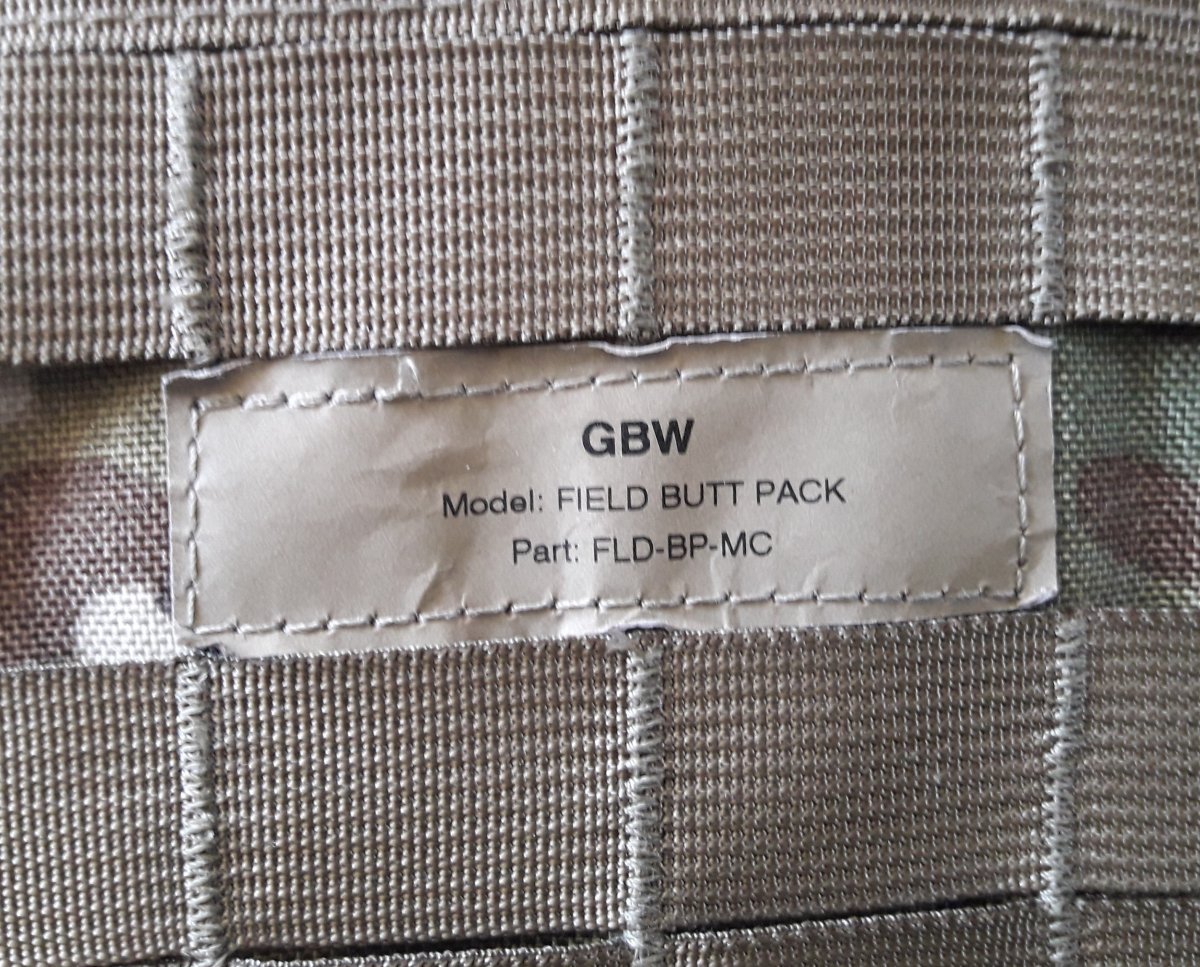 GBW
Model: FIELD BUTT PACK
Part: FLD-BP-MC